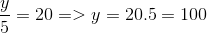 y/5 = 20 => y = 20.5 = 100